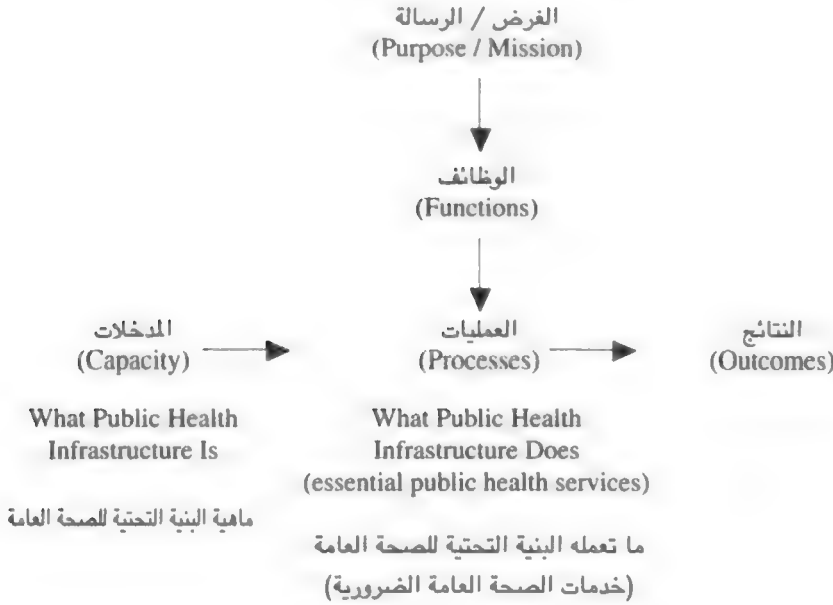 الغرض / الرسالة
(Purpose / Mission)
الوظائف
(Functions)
المدخلات
(Capacity)
العمليات
(Processes)
النتائج
(Outcomes)
What Public Health
Infrastructure Is
ماهية البنية التحتية للصحة العامة
What Public Health
Infrastructure Does
(essential public health services)
ما تعمله البنية التحتية للصحة العامة
(خدمات الصحة العامة الضرورية)